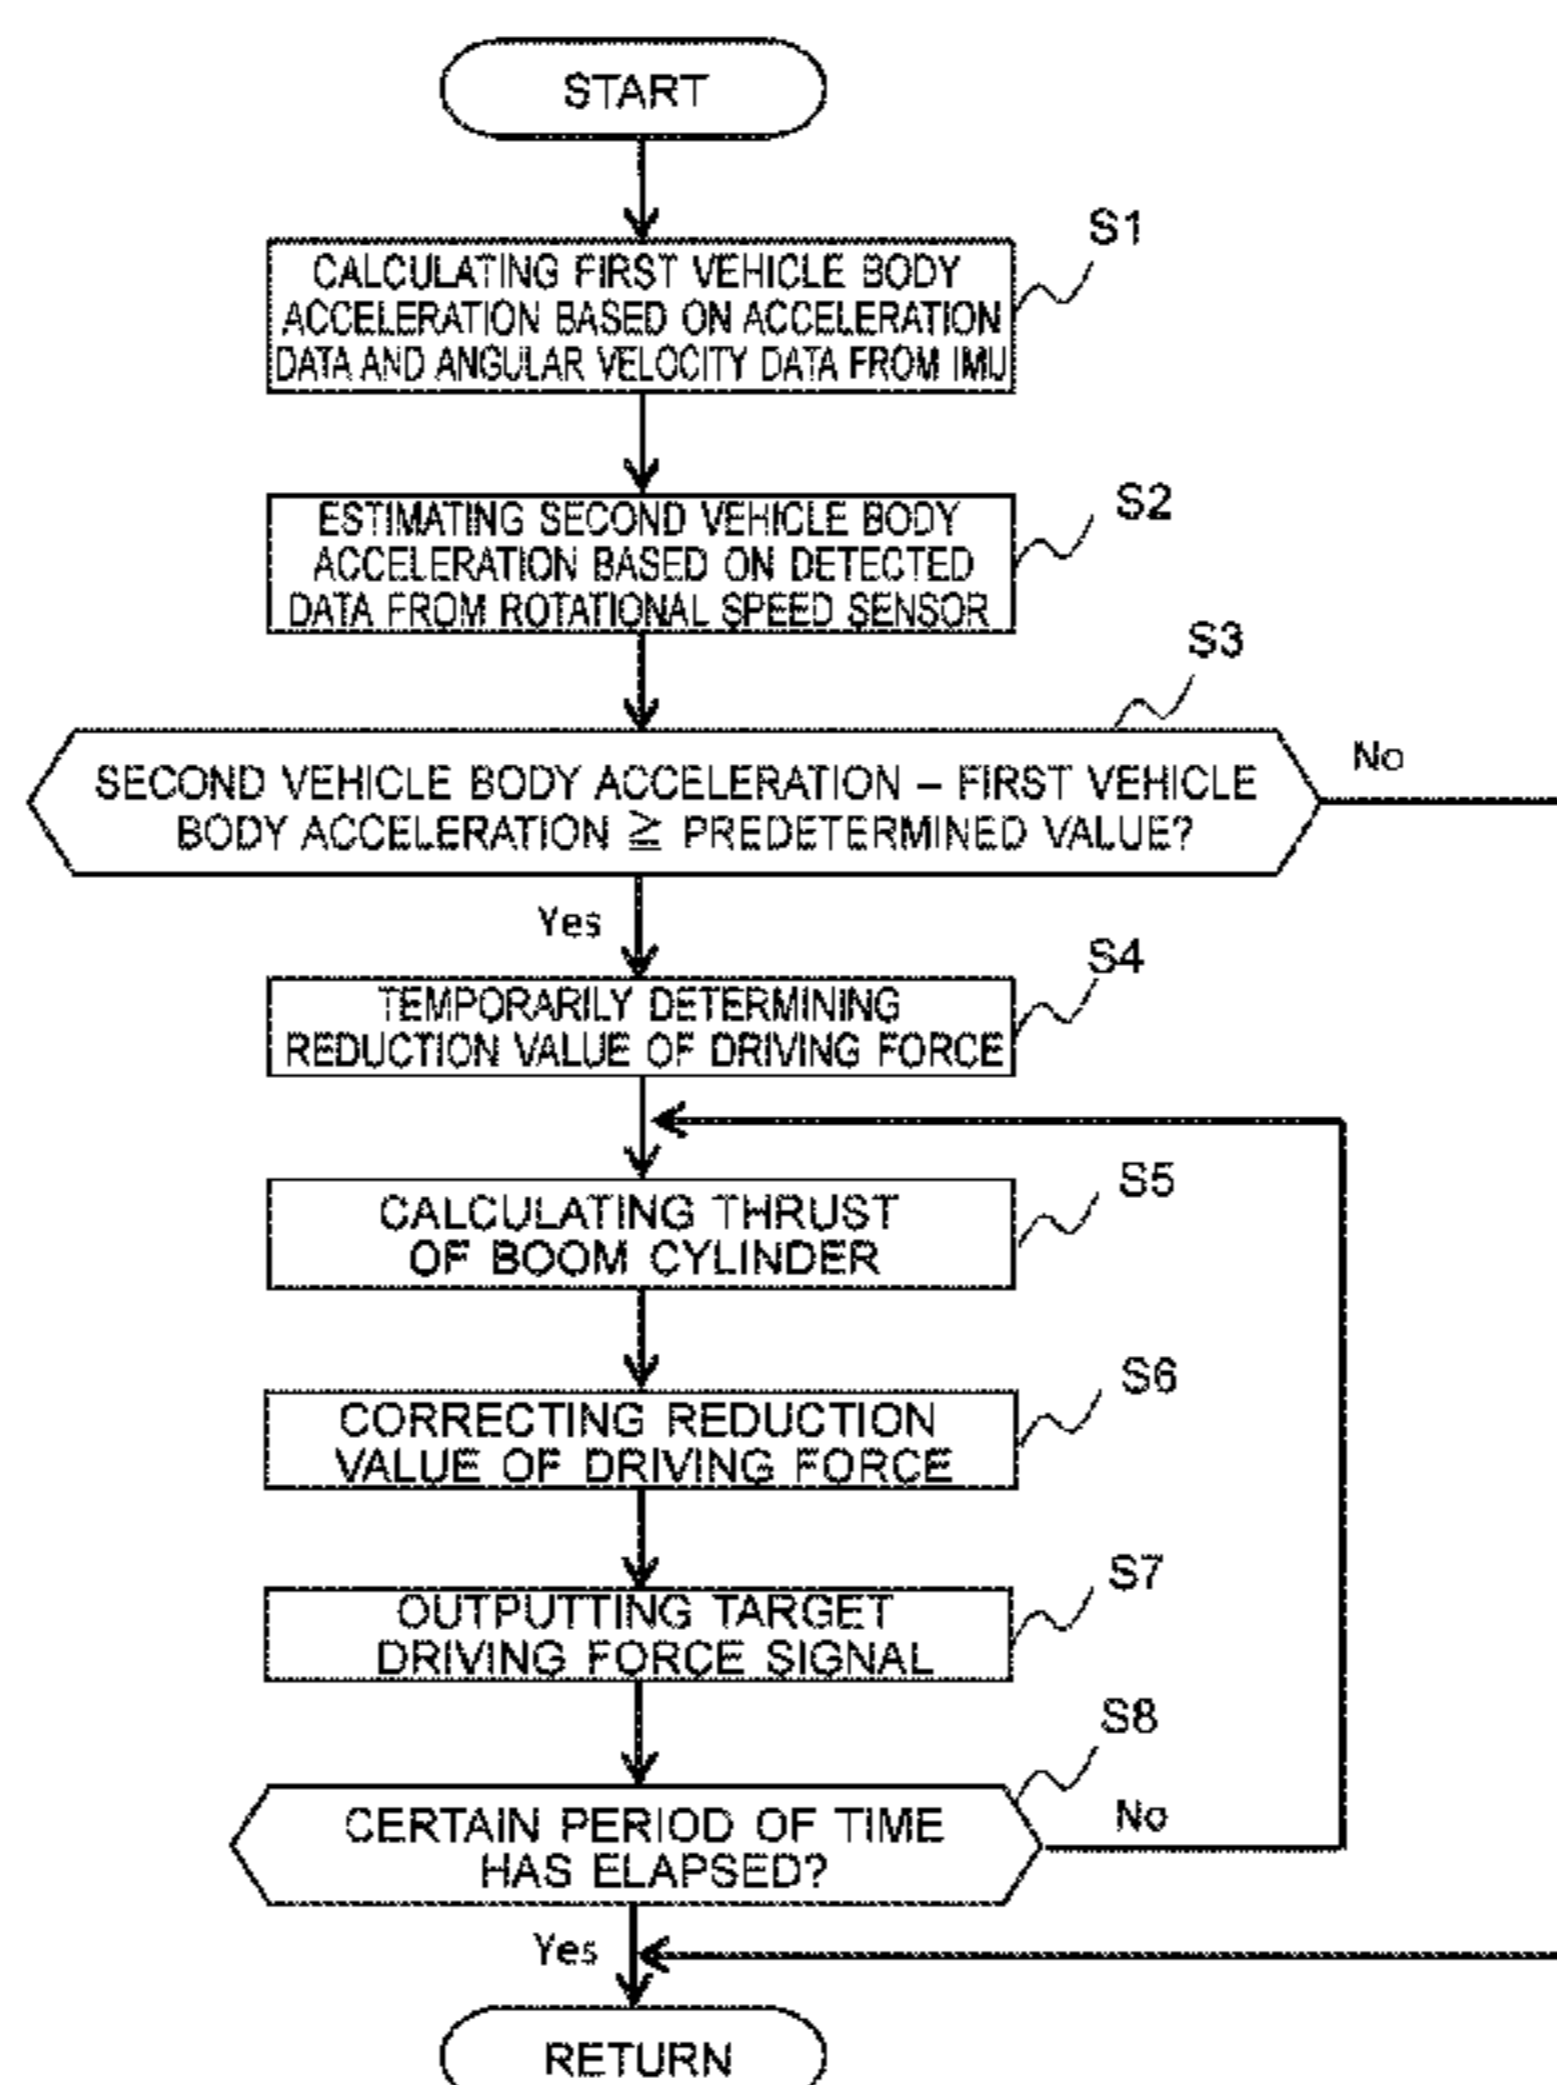 START
S1
CALCULATING FIRST VEHICLE BODY
ACCELERATION BASED ON ACCELERATION
DATA AND ANGULAR VELOCITY DATA FROM IMU
S2
ESTIMATING SECOND VEHICLE BODY
ACCELERATION BASED ON DETECTED
DATA FROM ROTATIONAL SPEED SENSOR
S3
SECOND VEHICLE BODY ACCELERATION – FIRST VEHICLE
BODY ACCELERATION ≧ PREDETERMINED VALUE?
No
Yes
S4
TEMPORARILY DETERMINING
REDUCTION VALUE OF DRIVING FORCE
S5
CALCULATING THRUST
OF BOOM CYLINDER
S6
CORRECTING REDUCTION
VALUE OF DRIVING FORCE
S7
OUTPUTTING TARGET
DRIVING FORCE SIGNAL
S8
CERTAIN PERIOD OF TIME
HAS ELAPSED?
No
Yes
RETURN